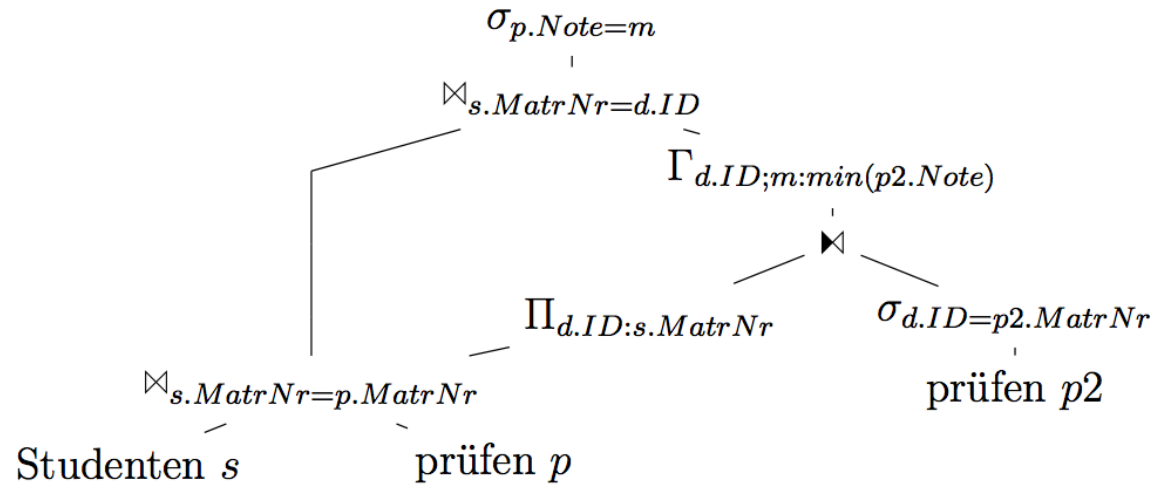 σp.Note=m
⋈s.MatrNr=d.ID
Γd.ID;m:min(p2.Note)
Πd.ID:s.MatrNr
σd.ID=p2.MatrNr
⋈s.MatrNr=p.MatrNr
prüfen p2
Studenten s
prüfen p